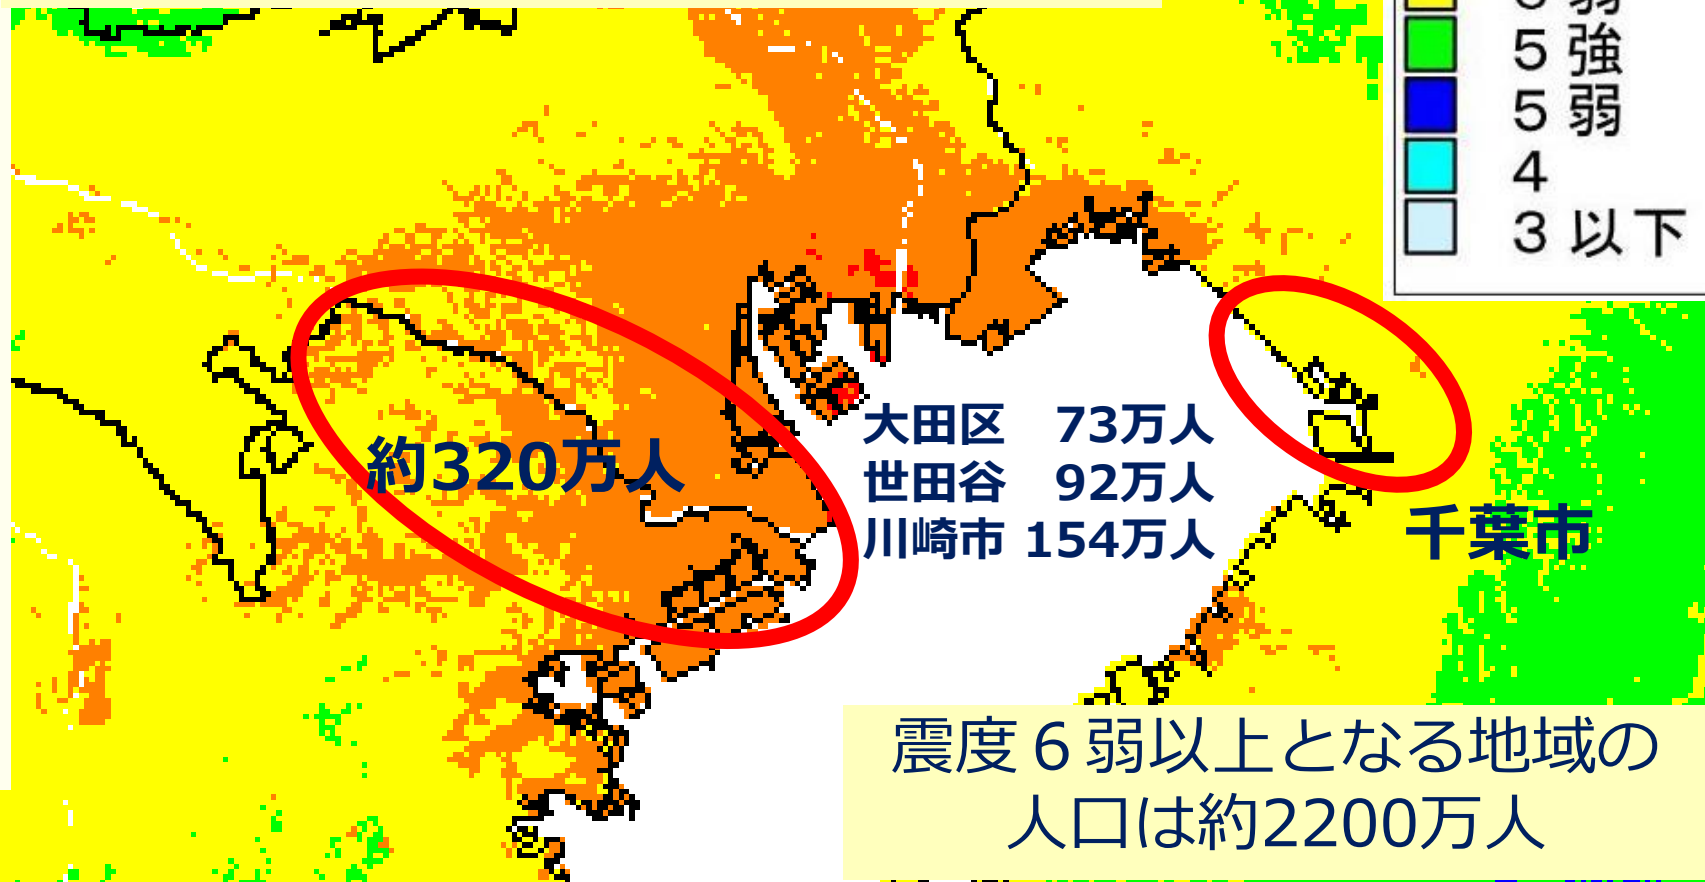 6 弱
5 強
5 弱
4
3 以下
約320万人
大田区　73万人
世田谷　92万人
川崎市 154万人
千葉市
震度６弱以上となる地域の
人口は約2200万人